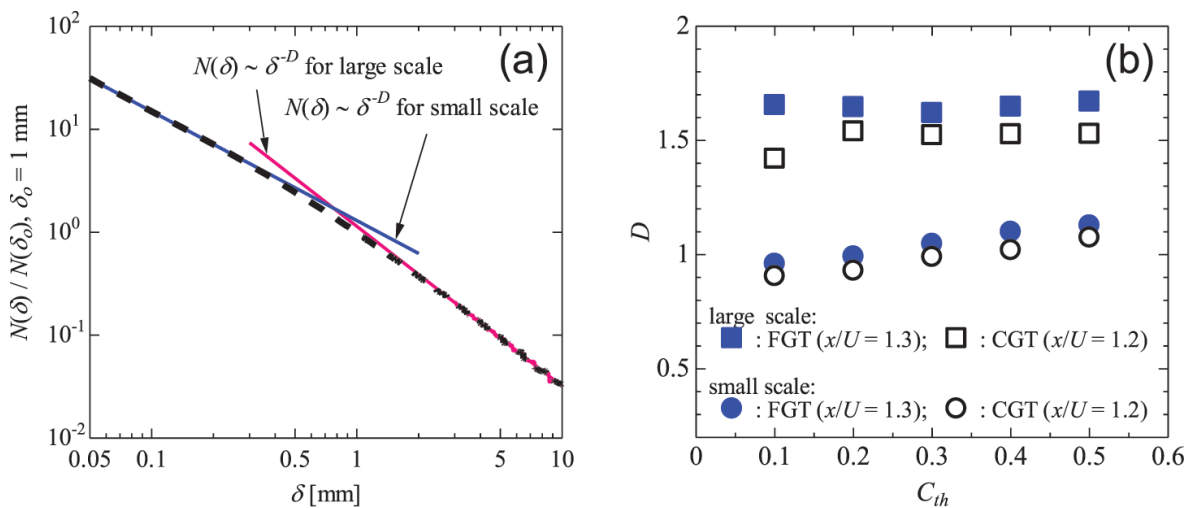 (a)
N(δ) ~ δ^-D for large scale
N(δ) ~ δ^-D for small scale
N(δ) / N(δ_o), δ_o = 1 mm
10^2
10^1
10^0
10^-1
10^-2
0.05 0.1 0.5 1 5 10
δ [mm]
(b)
D
2
1.5
1
0.5
large scale:
: FGT (x/U = 1.3); : CGT (x/U = 1.2)
small scale:
: FGT (x/U = 1.3); : CGT (x/U = 1.2)
0 0.1 0.2 0.3 0.4 0.5 0.6
C_th